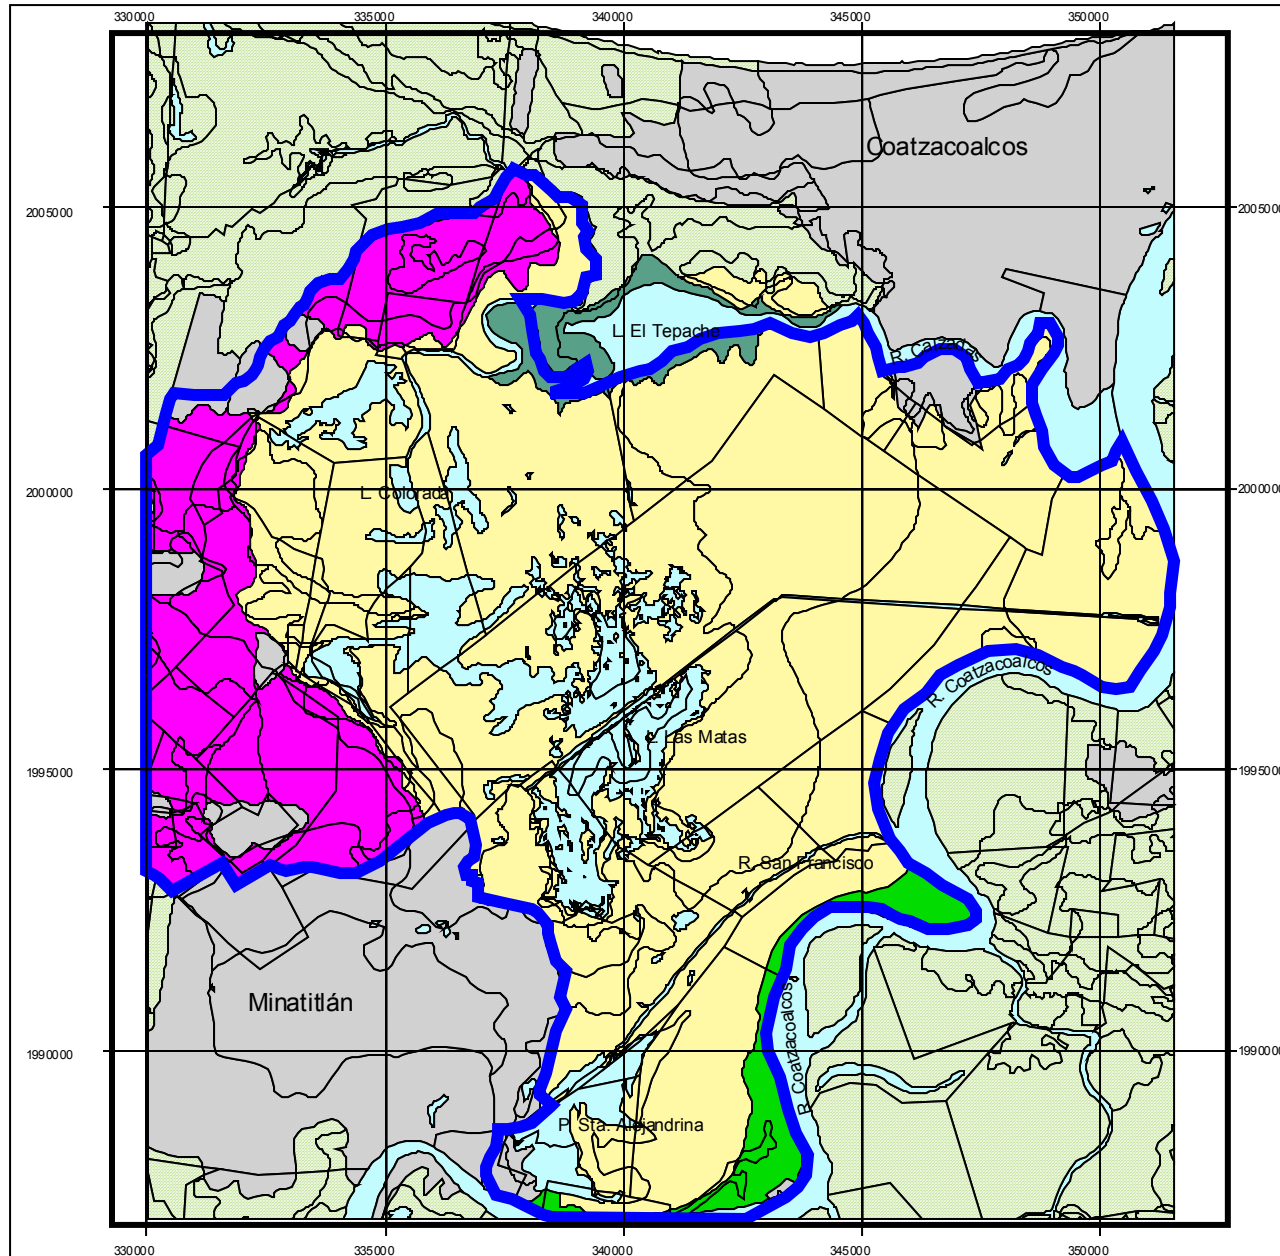 330000 335000 340000 345000 350000
Coatzacoalcos
2005000 2005000
L. El Tepache
R. Calzadas
L. Colorada
2000000 2000000
R. Coatzacoalcos
Las Matas
1995000 1995000
R. San Francisco
Minatitlán
R. Coatzacoalcos
1990000 1990000
P. Sta. Alejandrina
330000 335000 340000 345000 350000